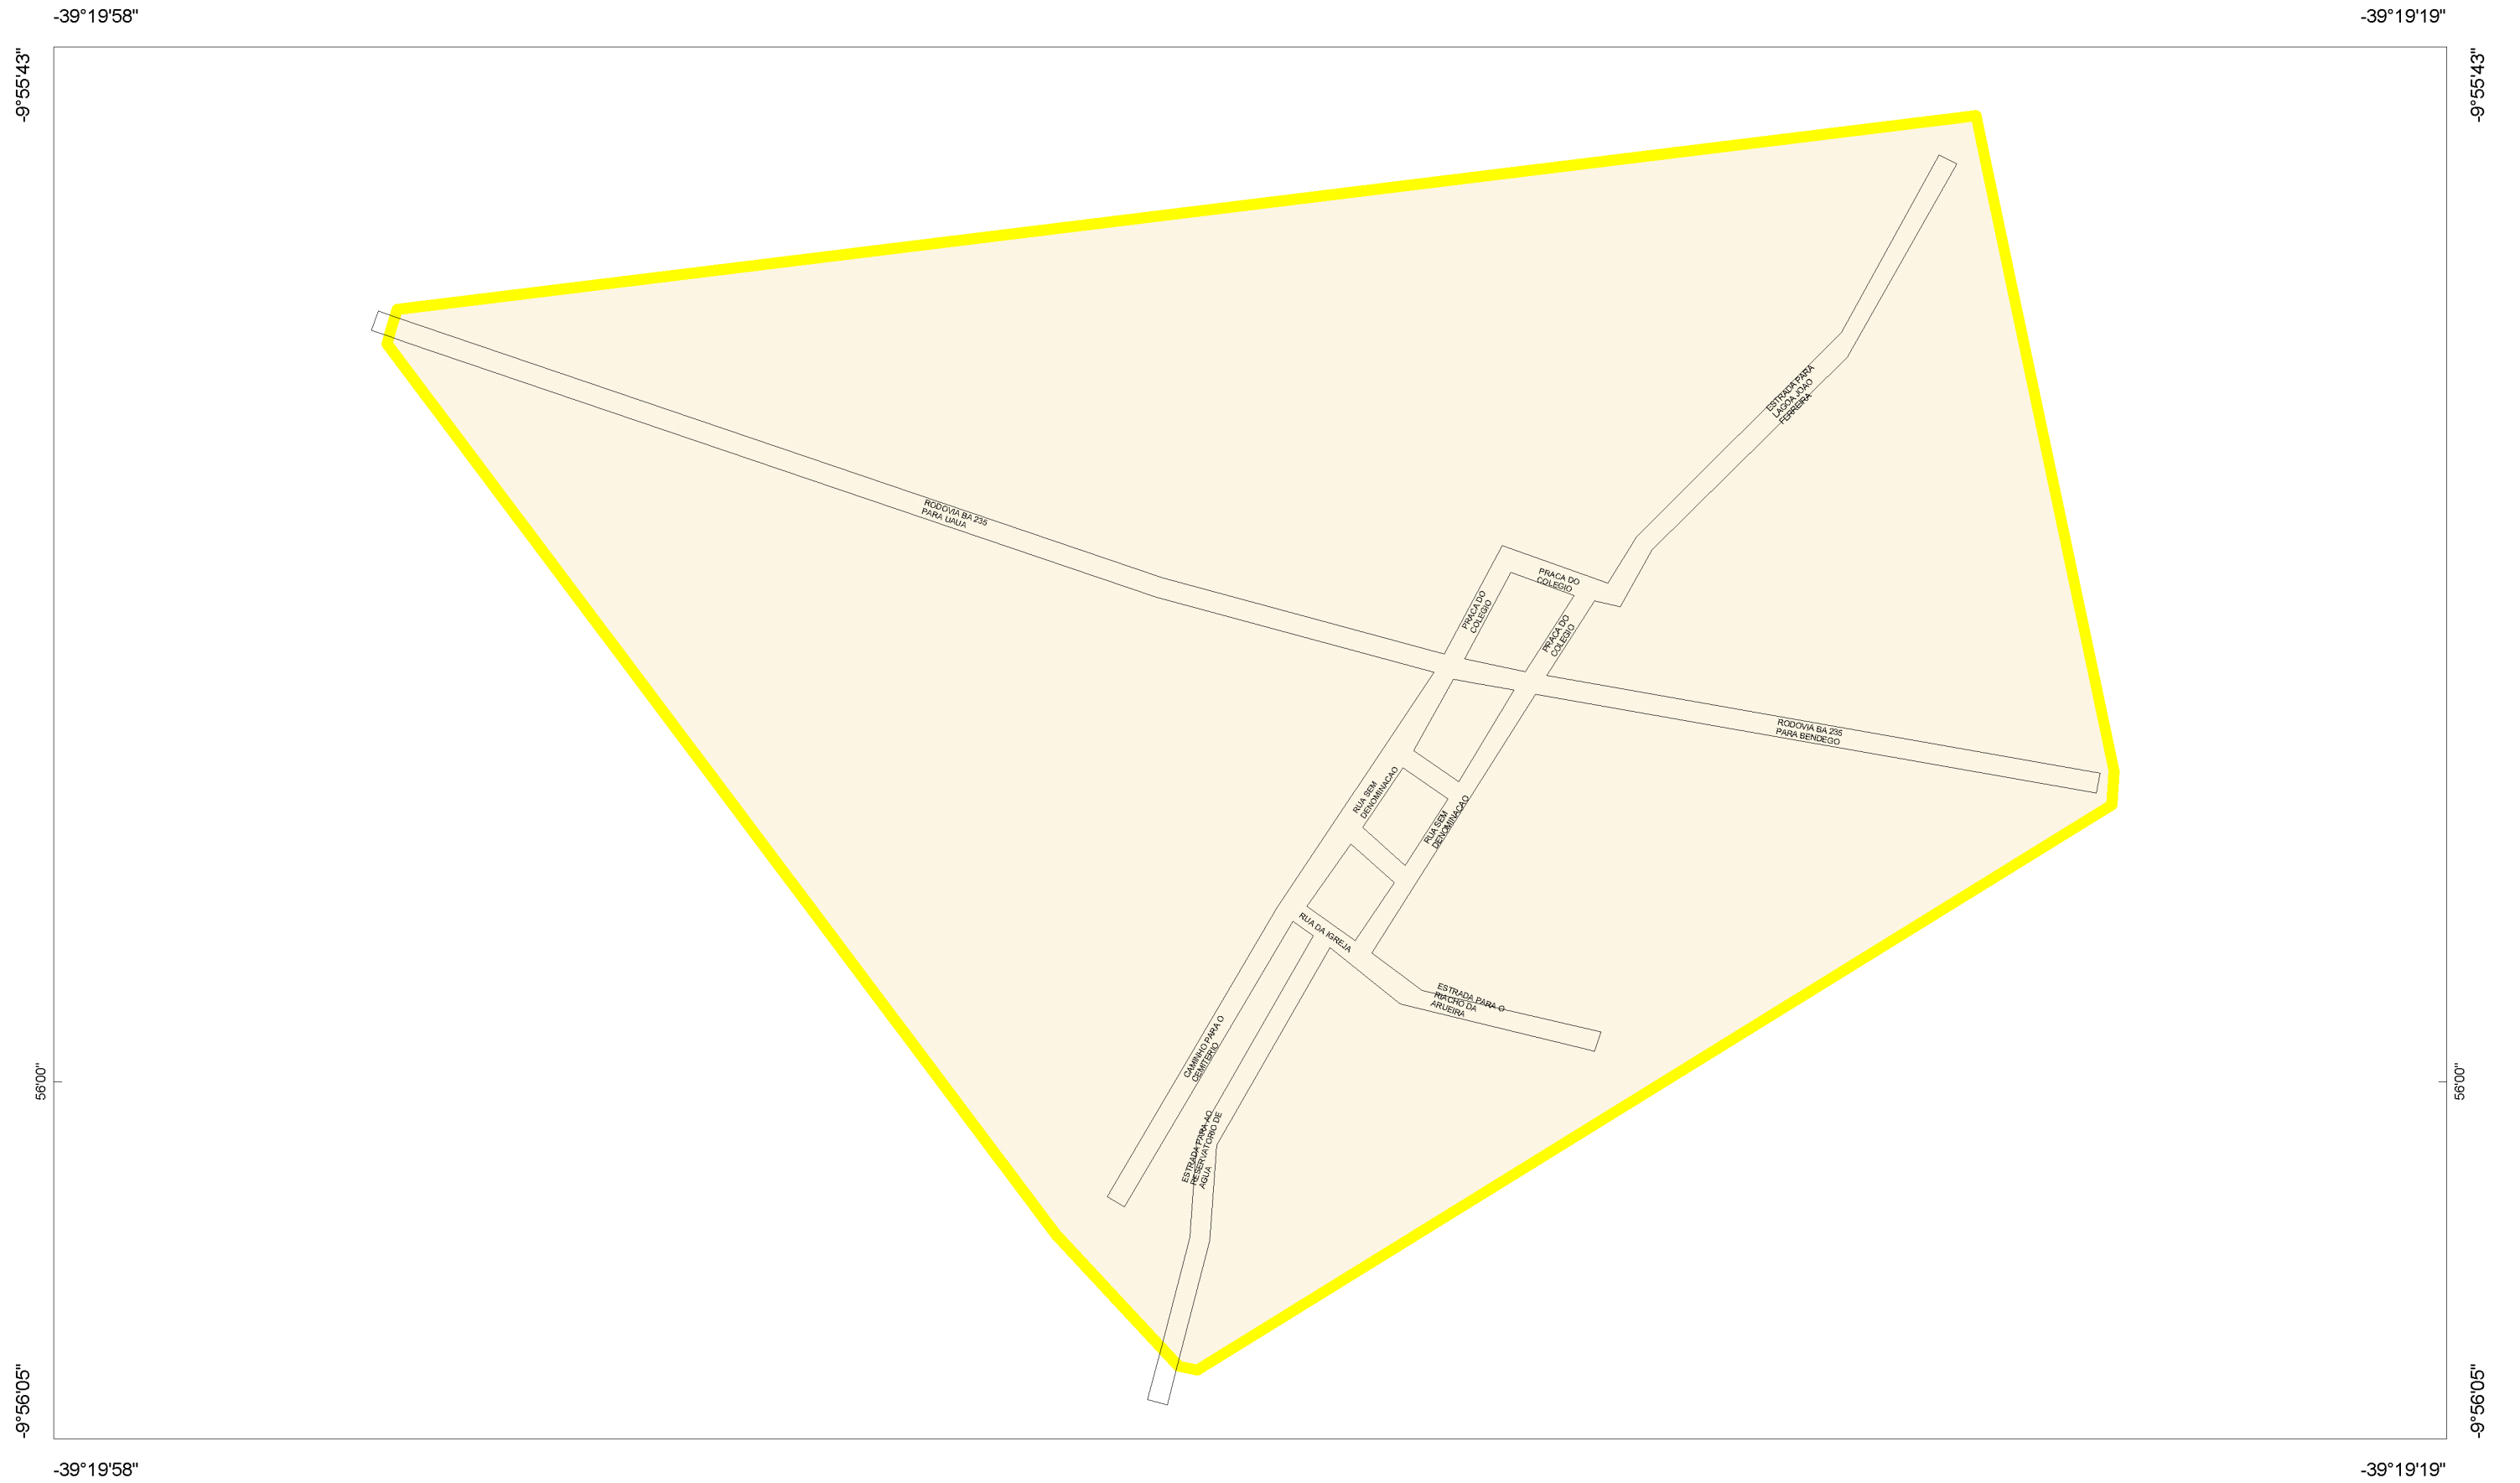 -39°19'58"
-39°19'19"
-9°55'43"
-9°55'43"
ESTRADA PARA
LAGOA JOAO
FERREIRA
RODOVIA BA 235
PARA UAUA
PRACA DO
COLEGIO
PRACA DO
COLEGIO
PRACA DO
COLEGIO
RODOVIA BA 235
PARA BENDEGO
RUA SEM
DENOMINACAO
RUA SEM
DENOMINACAO
RUA DA IGREJA
ESTRADA PARA O
RIACHO DA
ARUEIRA
CAMINHO PARA O
CEMITERIO
56'00"
56'00"
ESTRADA PARA AO
RESERVATORIO DE
AGUA
-9°56'05"
-9°56'05"
-39°19'58"
-39°19'19"